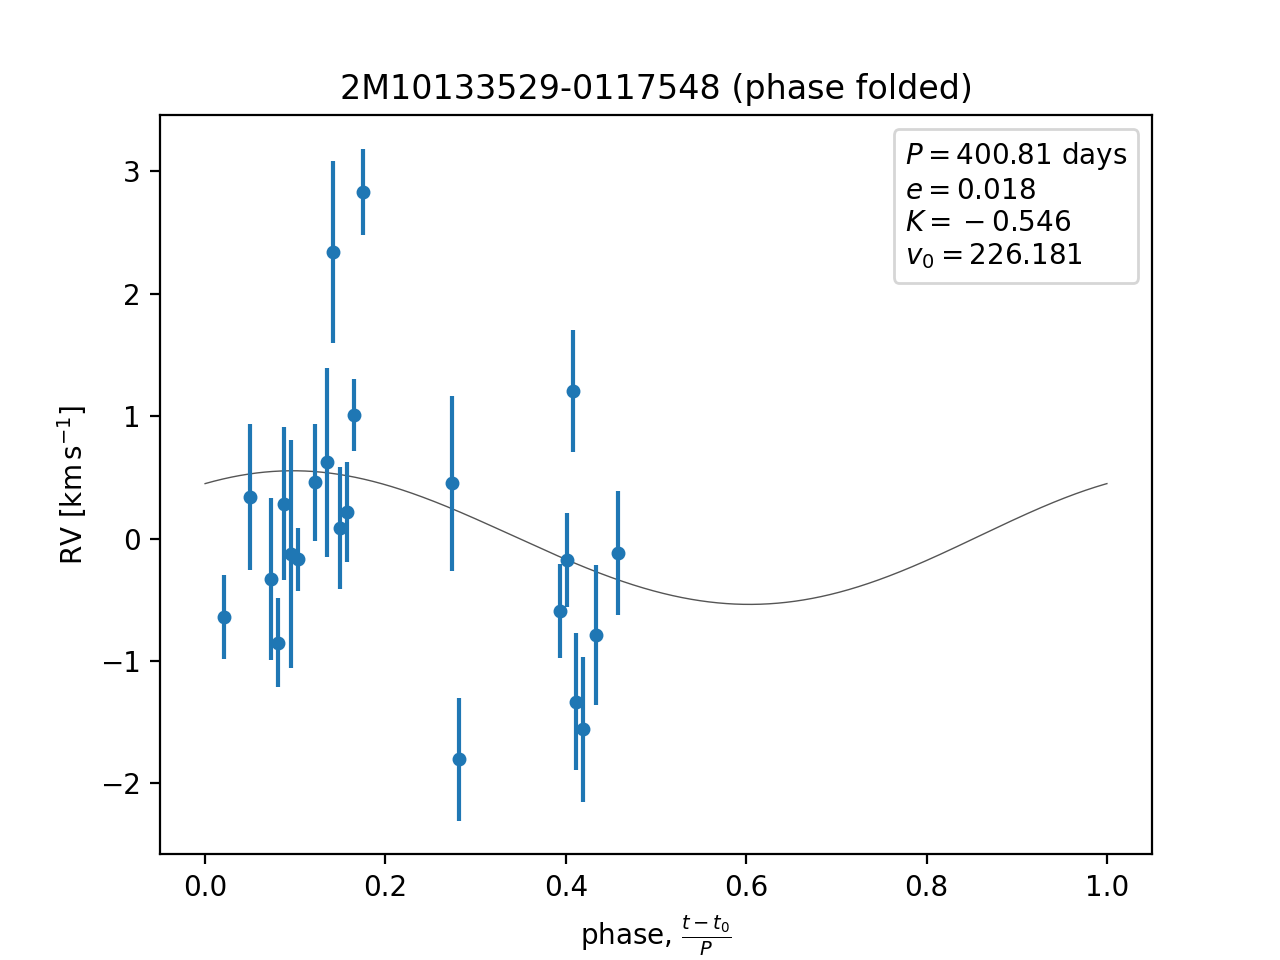 2M10133529-0117548 (phase folded)
P = 400.81 days
e = 0.018
K = −0.546
v₀ = 226.181
RV [km s⁻¹]
3
2
1
0
−1
−2
0.0 0.2 0.4 0.6 0.8 1.0
phase, (t − t₀)/P